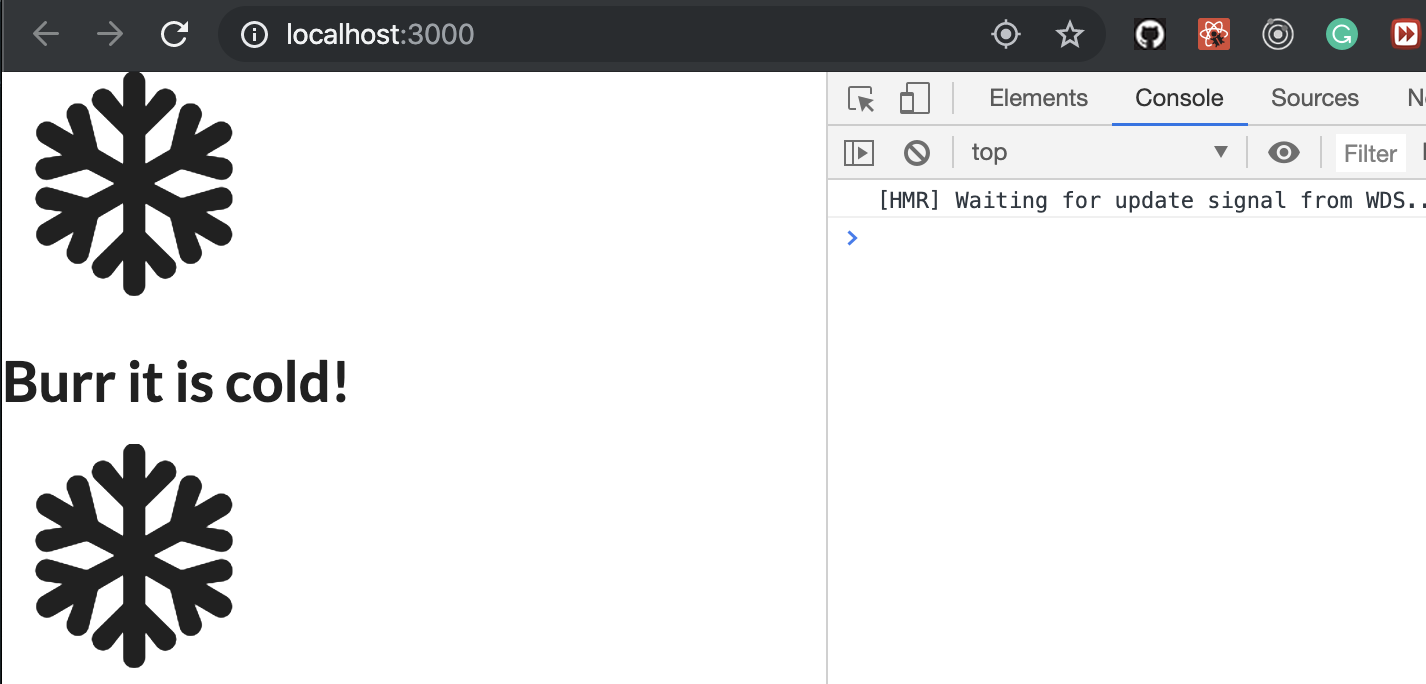 localhost:3000
Elements Console Sources
top Filter
[HMR] Waiting for update signal from WDS..
Burr it is cold!